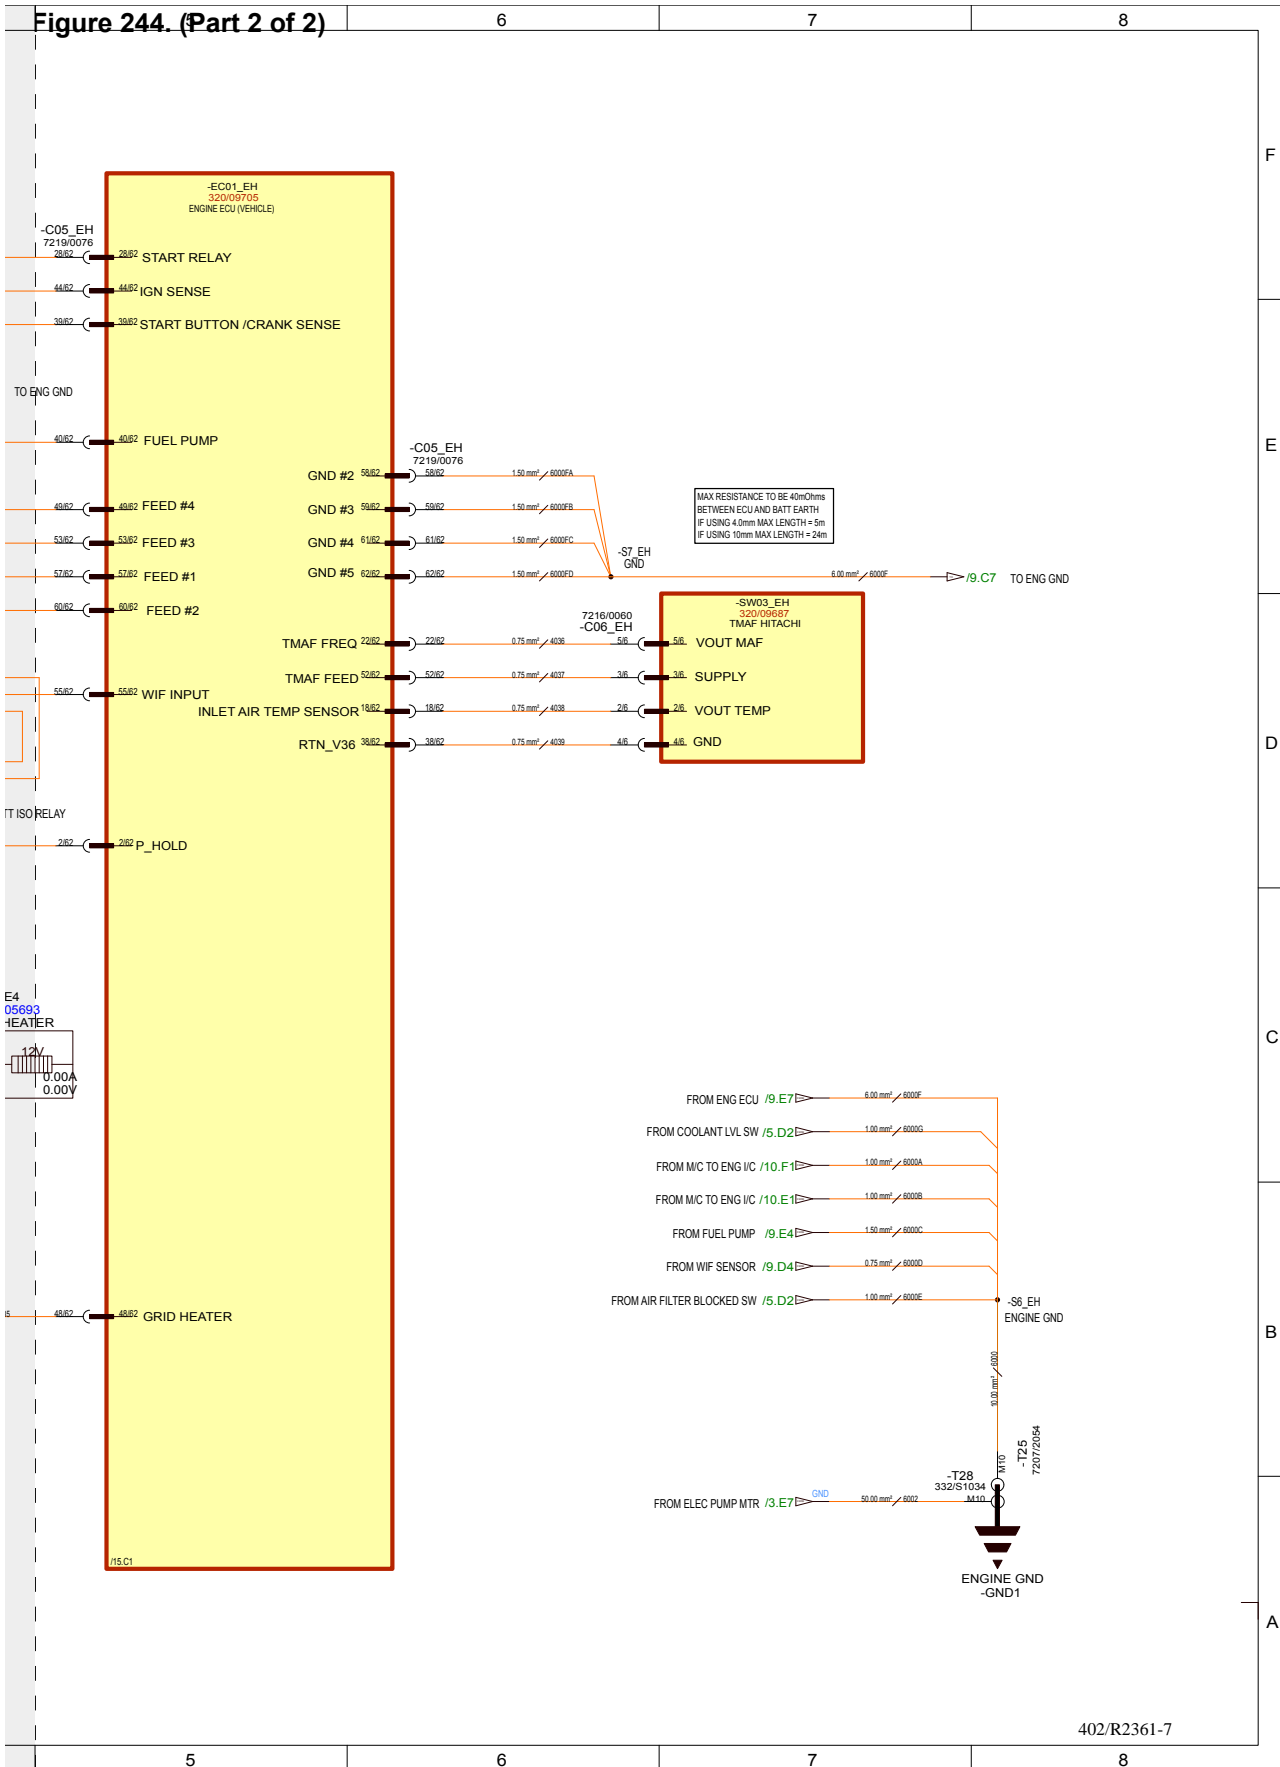 Figure 244. (Part 2 of 2)
5
6
7
8
F
-EC01_EH
320/09705
ENGINE ECU (VEHICLE)
-C05_EH
7219/0076
28/62
28/62
START RELAY
44/62
44/62
IGN SENSE
39/62
39/62
START BUTTON /CRANK SENSE
TO ENG GND
40/62
40/62
FUEL PUMP
E
-C05_EH
7219/0076
GND #2
58/62
58/62
1.50 mm²
6000FA
49/62
49/62
FEED #4
GND #3
59/62
59/62
1.50 mm²
6000FB
MAX RESISTANCE TO BE 40mOhms
BETWEEN ECU AND BATT EARTH
IF USING 4.0mm MAX LENGTH = 5m
IF USING 10mm MAX LENGTH = 24m
53/62
53/62
FEED #3
GND #4
61/62
61/62
1.50 mm²
6000FC
-S7_EH
GND
57/62
57/62
FEED #1
GND #5
62/62
62/62
1.50 mm²
6000FD
6.00 mm²
6000F
/9.C7
TO ENG GND
60/62
60/62
FEED #2
-SW03_EH
320/09687
TMAF HITACHI
7216/0060
-C06_EH
TMAF FREQ
22/62
22/62
0.75 mm²
4036
5/6
5/6
VOUT MAF
TMAF FEED
52/62
52/62
0.75 mm²
4037
3/6
3/6
SUPPLY
55/62
55/62
WIF INPUT
INLET AIR TEMP SENSOR
18/62
18/62
0.75 mm²
4038
2/6
2/6
VOUT TEMP
RTN_V36
38/62
38/62
0.75 mm²
4039
4/6
4/6
GND
D
TT ISO RELAY
2/62
2/62
P_HOLD
E4
05693
HEATER
12V
0.00A
0.00V
C
FROM ENG ECU
/9.E7
6.00 mm²
6000F
FROM COOLANT LVL SW
/5.D2
1.00 mm²
6000G
FROM M/C TO ENG I/C
/10.F1
1.00 mm²
6000A
FROM M/C TO ENG I/C
/10.E1
1.00 mm²
6000B
FROM FUEL PUMP
/9.E4
1.50 mm²
6000C
FROM WIF SENSOR
/9.D4
0.75 mm²
6000D
FROM AIR FILTER BLOCKED SW
/5.D2
1.00 mm²
6000E
-S6_EH
ENGINE GND
48/62
48/62
GRID HEATER
B
10.00 mm²
6000
M10
-T25
7207/2054
-T28
332/S1034
M10
FROM ELEC PUMP MTR
/3.E7
GND
50.00 mm²
6002
ENGINE GND
-GND1
/15.C1
A
402/R2361-7
5
6
7
8